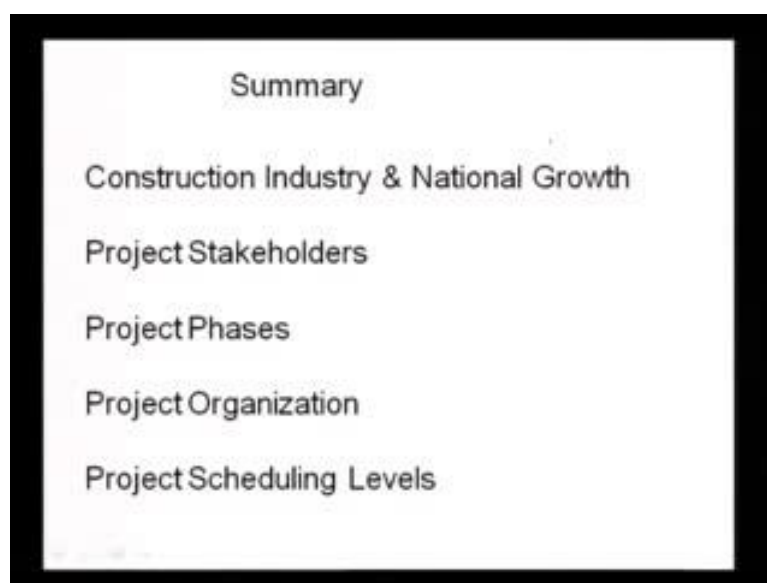 Summary
Construction Industry & National Growth
Project Stakeholders
Project Phases
Project Organization
Project Scheduling Levels